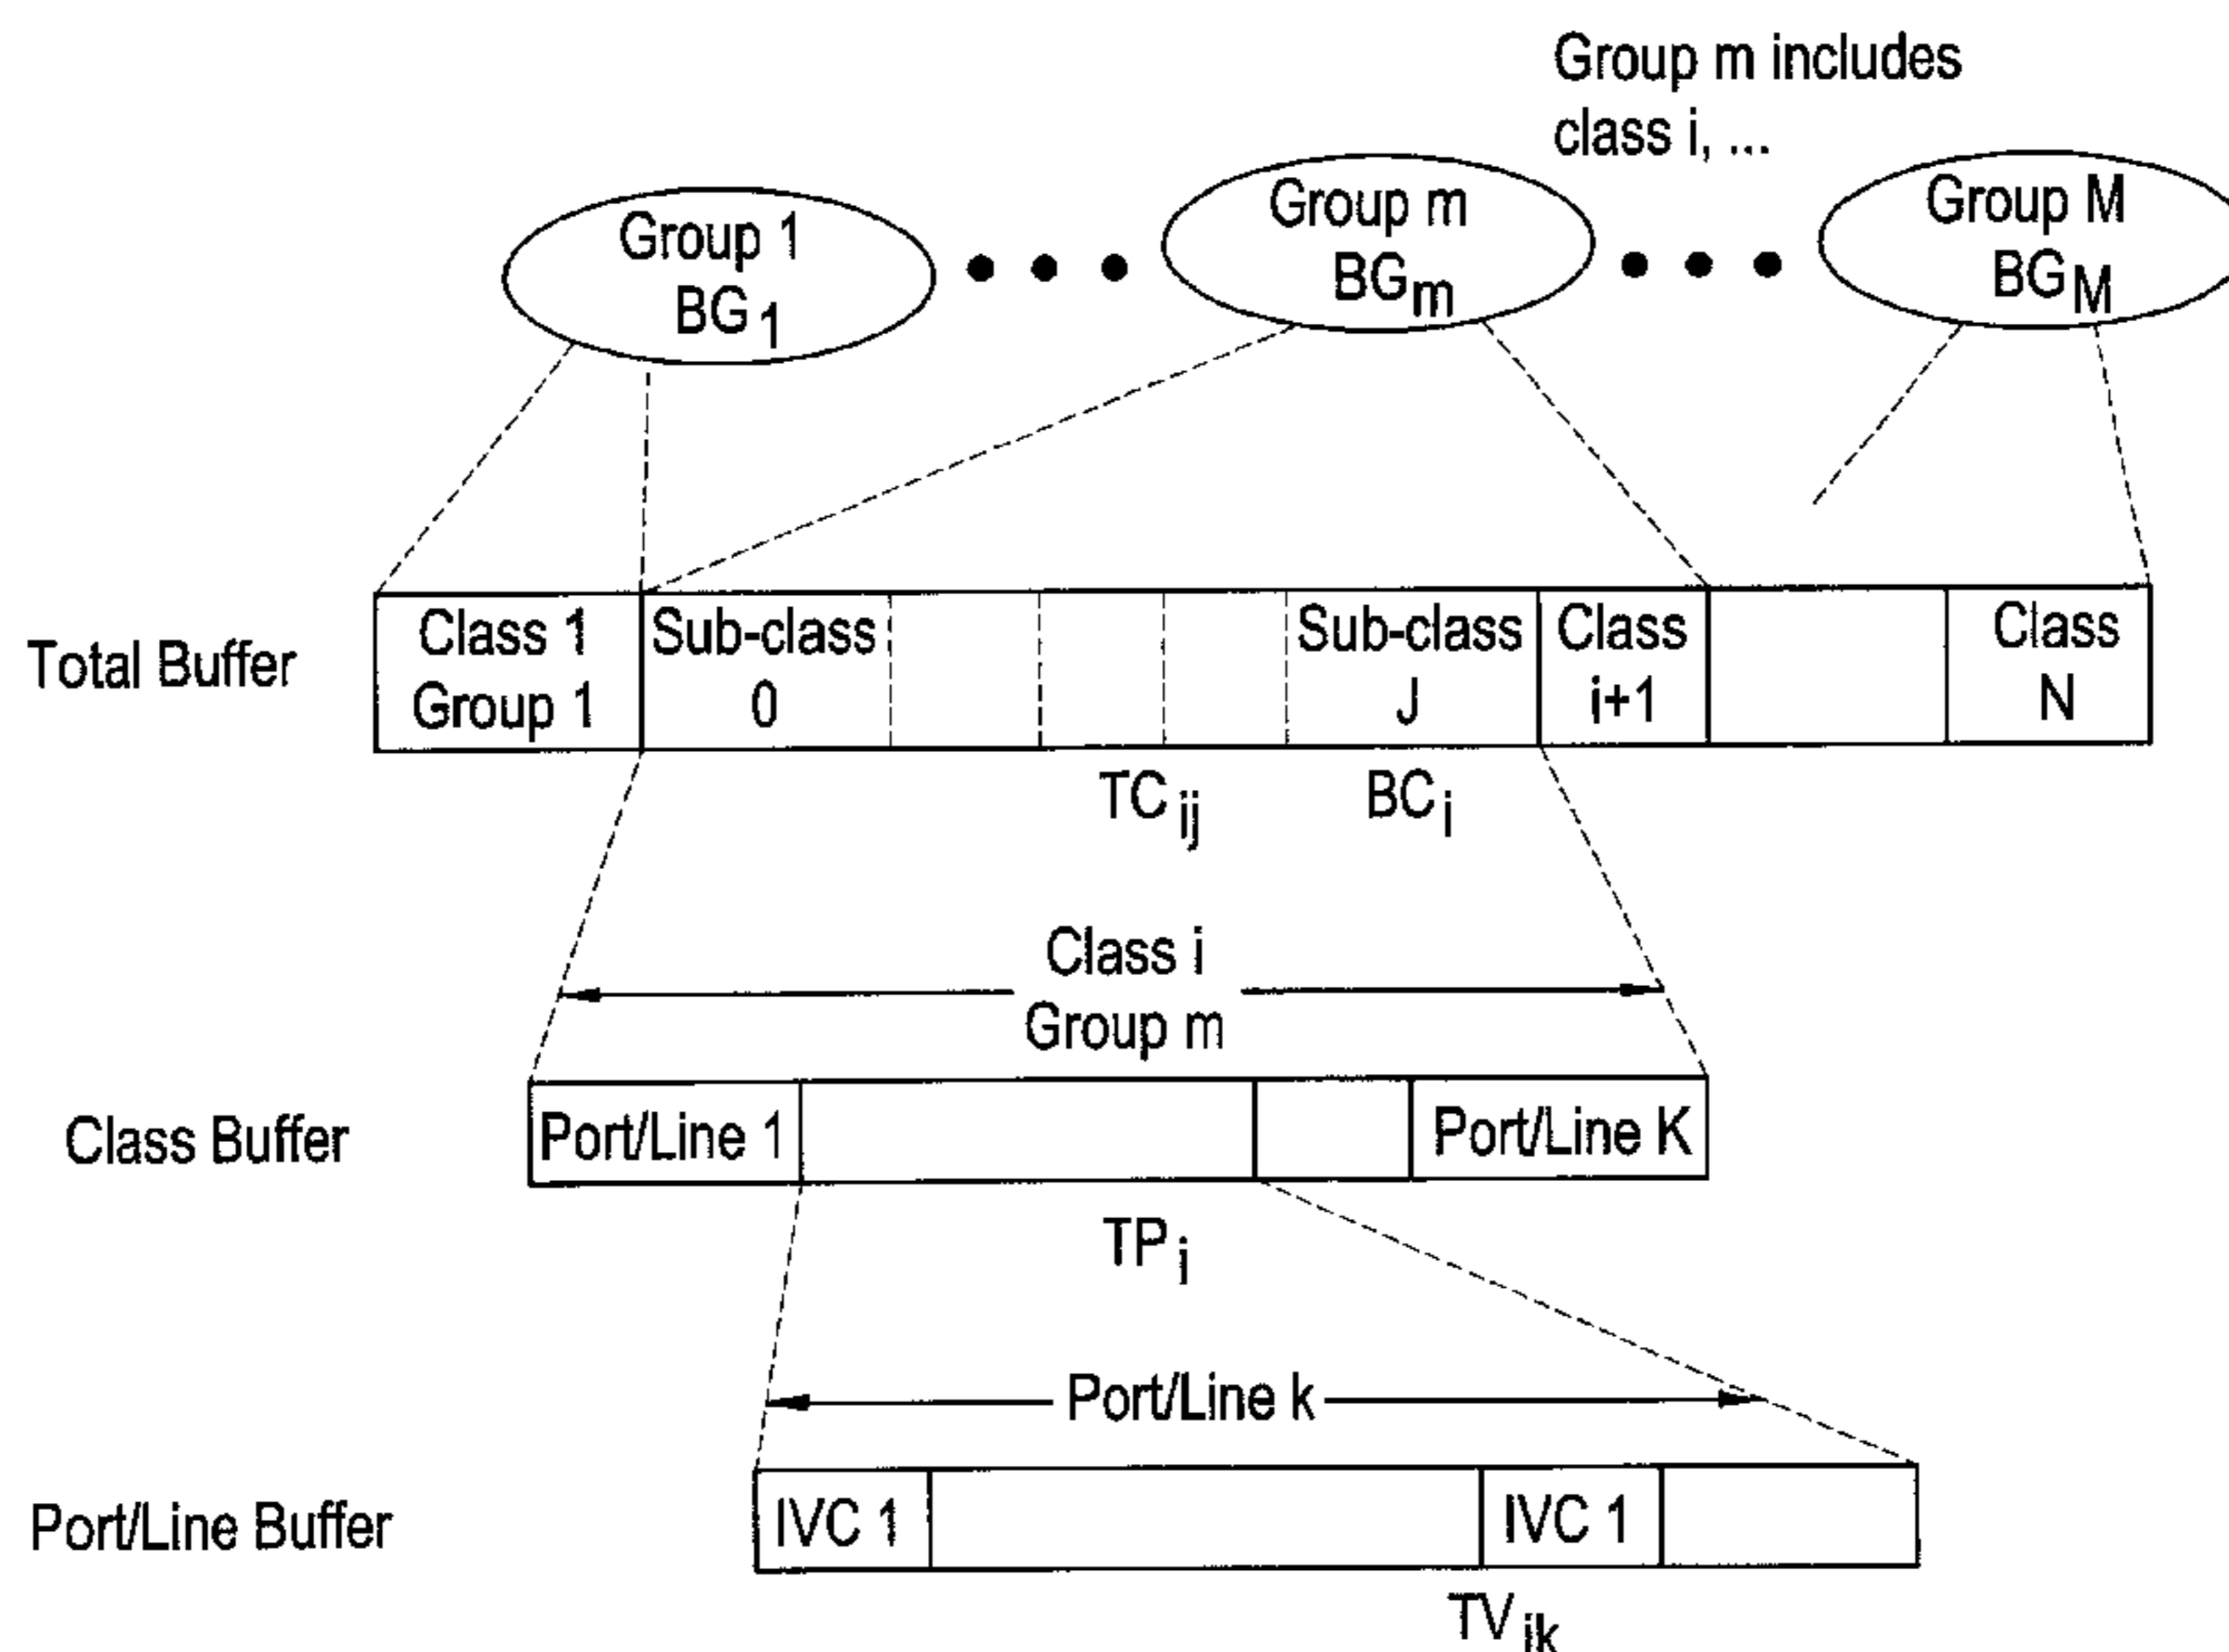 Group m includes
class i, ...
Group 1
BG1
Group m
BGm
Group M
BGM
Total Buffer
Class 1
Group 1
Sub-class
0
Sub-class
J
Class
i+1
Class
N
TCij
BCi
Class i
Group m
Class Buffer
Port/Line 1
Port/Line K
TPi
Port/Line k
Port/Line Buffer
IVC 1
IVC 1
TVik